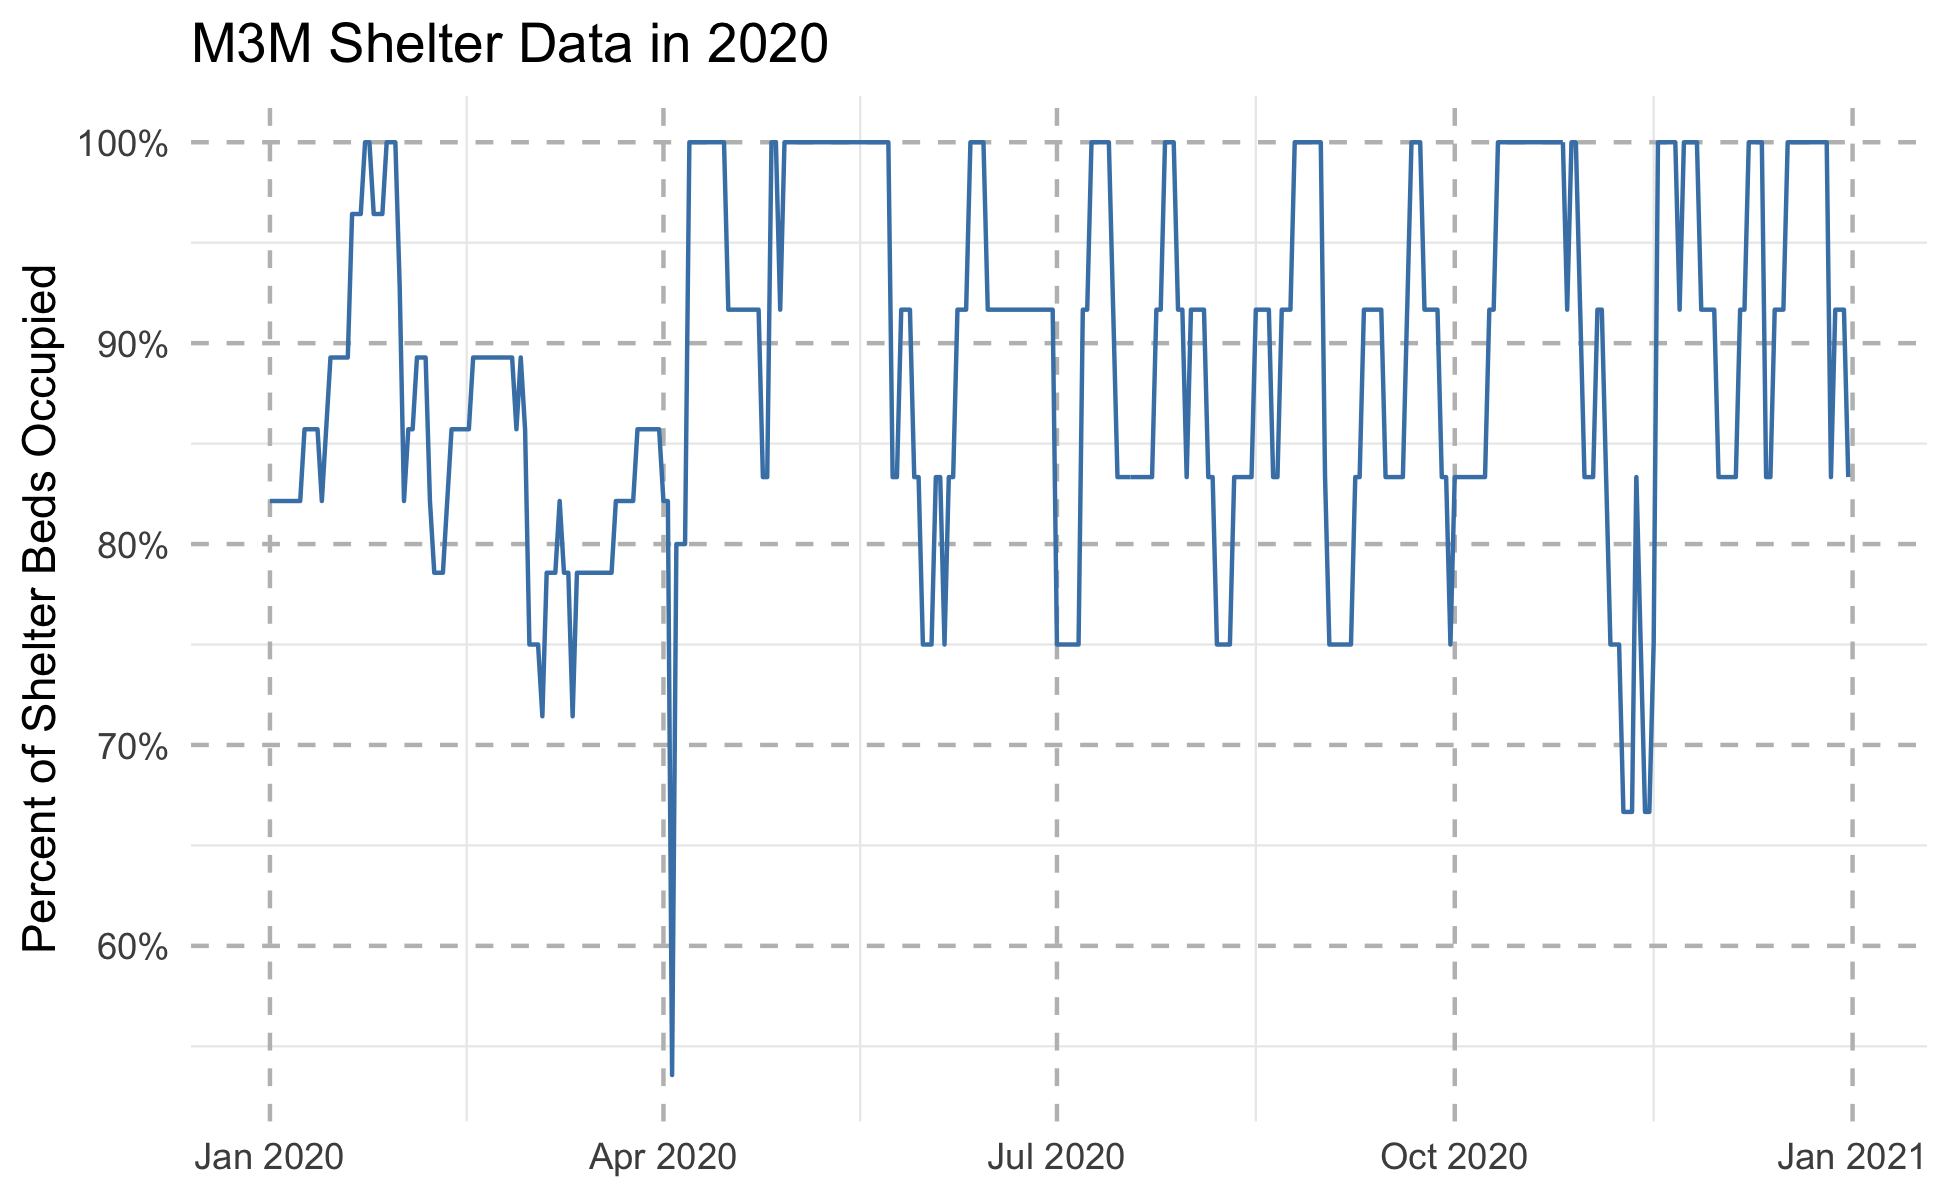 M3M Shelter Data in 2020
Percent of Shelter Beds Occupied
100%
90%
80%
70%
60%
Jan 2020
Apr 2020
Jul 2020
Oct 2020
Jan 2021